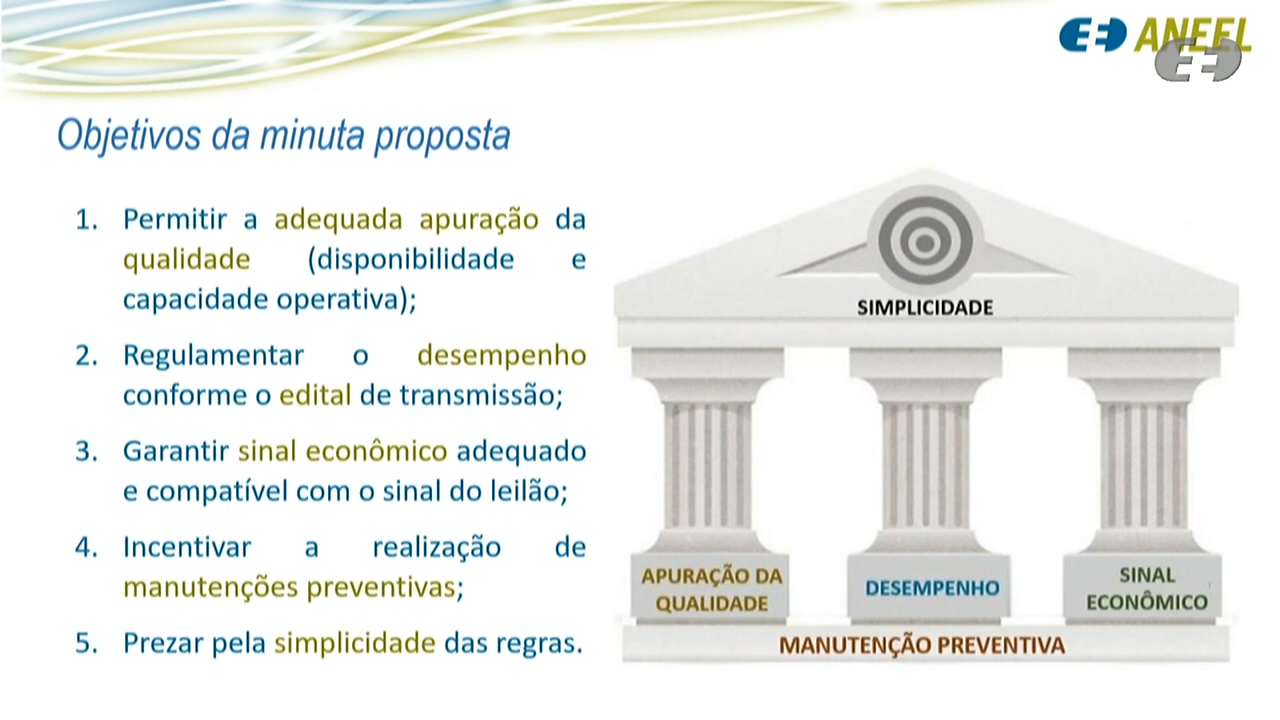 ANEEL
Objetivos da minuta proposta
1. Permitir a adequada apuração da
qualidade (disponibilidade e
capacidade operativa);
2. Regulamentar o desempenho
conforme o edital de transmissão;
3. Garantir sinal econômico adequado
e compatível com o sinal do leilão;
4. Incentivar a realização de
manutenções preventivas;
5. Prezar pela simplicidade das regras.
SIMPLICIDADE
APURAÇÃO DA
QUALIDADE
DESEMPENHO
SINAL
ECONÔMICO
MANUTENÇÃO PREVENTIVA